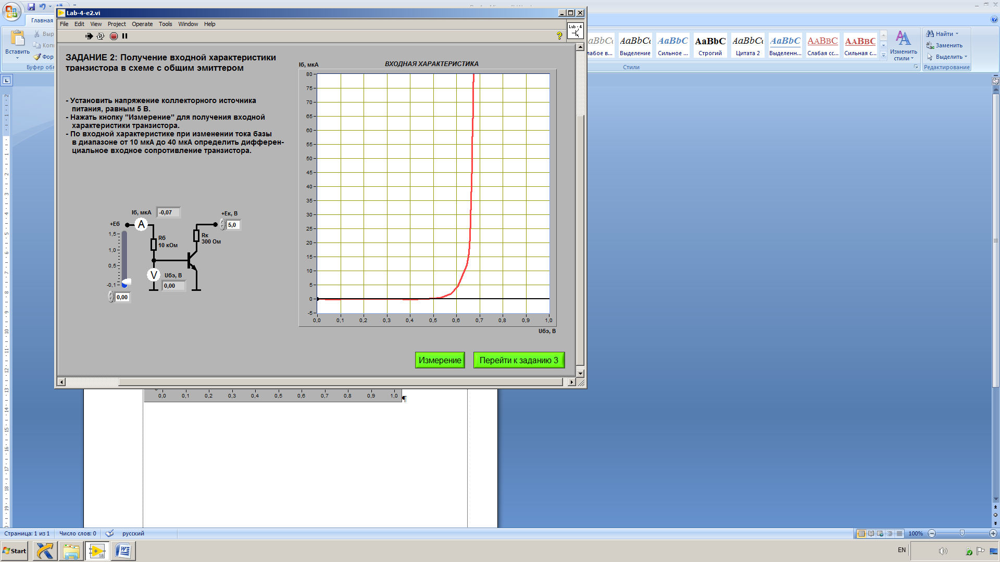 Lab-4-e2.vi
File Edit View Project Operate Tools Window Help
Lab - 4
ЗАДАНИЕ 2: Получение входной характеристики
транзистора в схеме с общим эмиттером
- Установить напряжение коллекторного источника
питания, равным 5 В.
- Нажать кнопку "Измерение" для получения входной
характеристики транзистора.
- По входной характеристике при изменении тока базы
в диапазоне от 10 мкА до 40 мкА определить дифферен-
циальное входное сопротивление транзистора.
Iб, мкА
-0,07
+Eк, В
5,0
+Eб
A
Rк
300 Ом
Rб
10 кОм
1,5
1,0
0,5
-0,1
V
Uбэ, В
0,00
0,00
Iб, мкА
ВХОДНАЯ ХАРАКТЕРИСТИКА
80
75
70
65
60
55
50
45
40
35
30
25
20
15
10
5
0
-5
0,0 0,1 0,2 0,3 0,4 0,5 0,6 0,7 0,8 0,9 1,0
Uбэ, В
Измерение
Перейти к заданию 3
Главная
Вставить
Выр
Копи
Фор
Буфер обм
AaBbC AaBbCc AaBbC AaBbC AaBbCc AaBbC AaBbC AaBbC
лабое в... Выделение Сильное ... Строгий Цитата 2 Выделенн... Слабая сс... Сильная с...
Изменить
стили
Стили
Найти
Заменить
Выделить
Редактирование
0,0 0,1 0,2 0,3 0,4 0,5 0,6 0,7 0,8 0,9 1,0
¶
Страница: 1 из 1 Число слов: 0 русский
100%
Start
18
EN